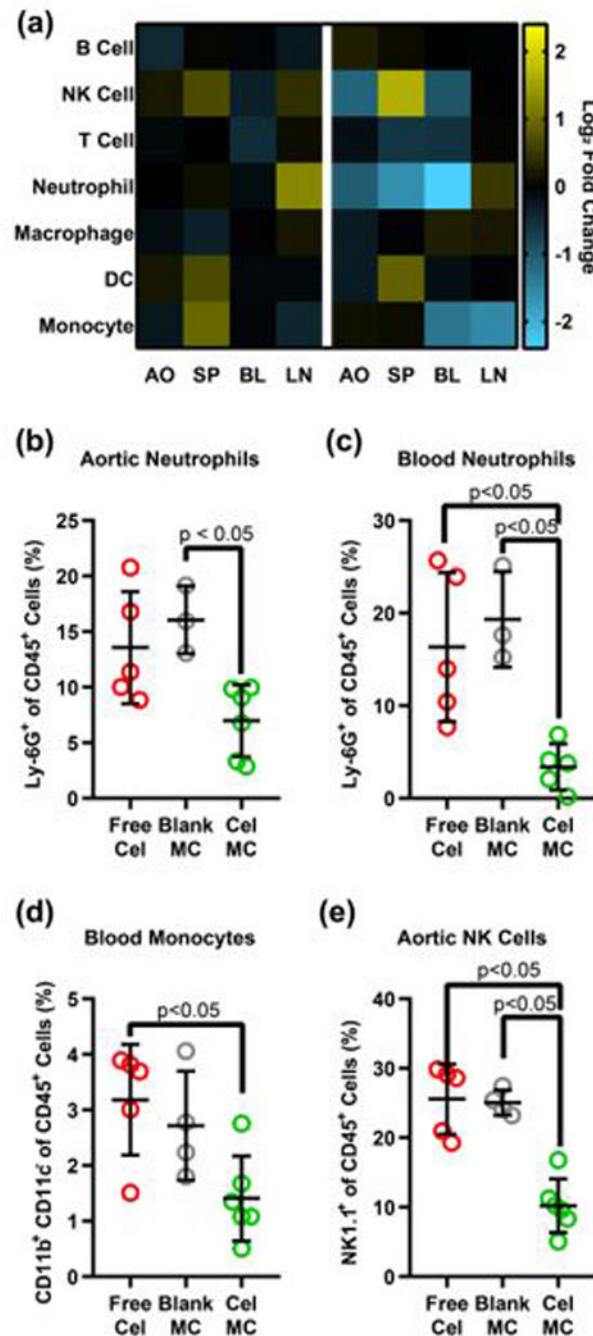 (a)
B Cell
NK Cell
T Cell
Neutrophil
Macrophage
DC
Monocyte
AO SP BL LN AO SP BL LN
2
1
0
-1
-2
Log₂ Fold Change
(b)
Aortic Neutrophils
Ly-6G⁺ of CD45⁺ Cells (%)
25
20
15
10
5
0
p < 0.05
Free Cel
Blank MC
Cel MC
(c)
Blood Neutrophils
Ly-6G⁺ of CD45⁺ Cells (%)
30
20
10
0
p<0.05
p<0.05
Free Cel
Blank MC
Cel MC
(d)
Blood Monocytes
CD11b⁺ CD11c⁻ of CD45⁺ Cells (%)
5
4
3
2
1
0
p<0.05
Free Cel
Blank MC
Cel MC
(e)
Aortic NK Cells
NK1.1⁺ of CD45⁺ Cells (%)
40
30
20
10
0
p<0.05
p<0.05
Free Cel
Blank MC
Cel MC